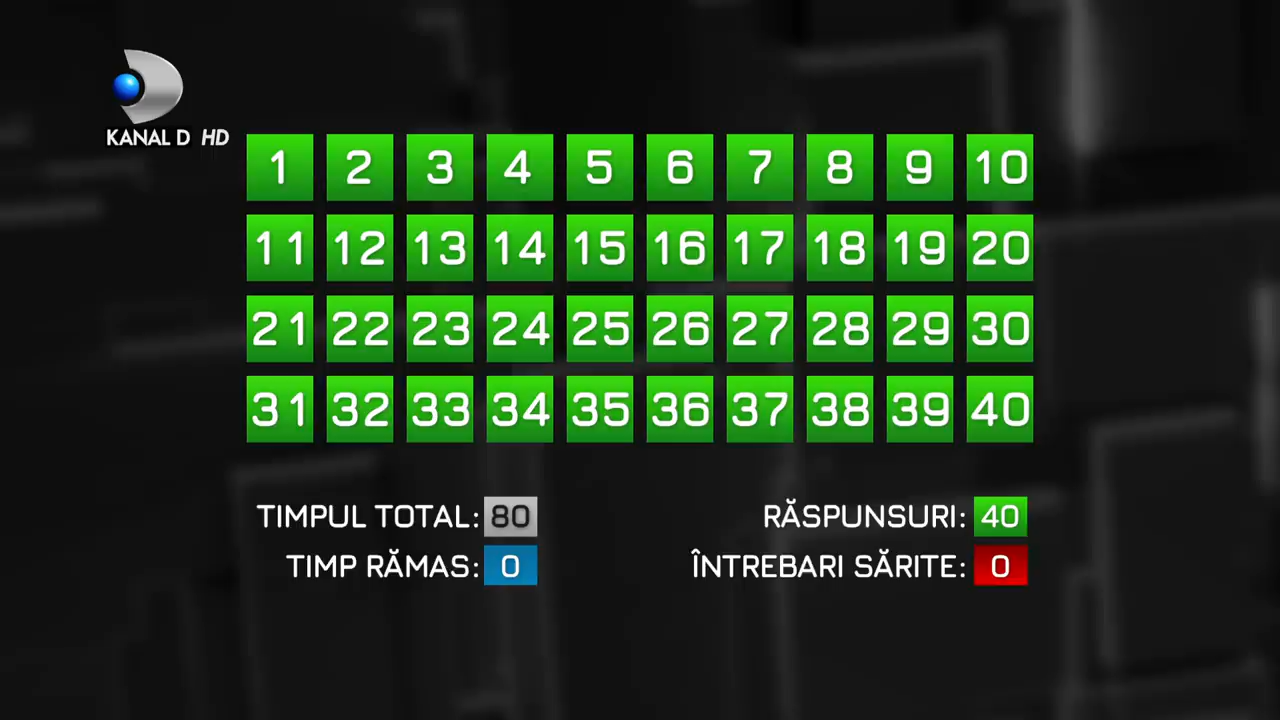 KANAL D HD
1 2 3 4 5 6 7 8 9 10
11 12 13 14 15 16 17 18 19 20
21 22 23 24 25 26 27 28 29 30
31 32 33 34 35 36 37 38 39 40
TIMPUL TOTAL: 80 RĂSPUNSURI: 40
TIMP RĂMAS: 0 ÎNTREBARI SĂRITE: 0